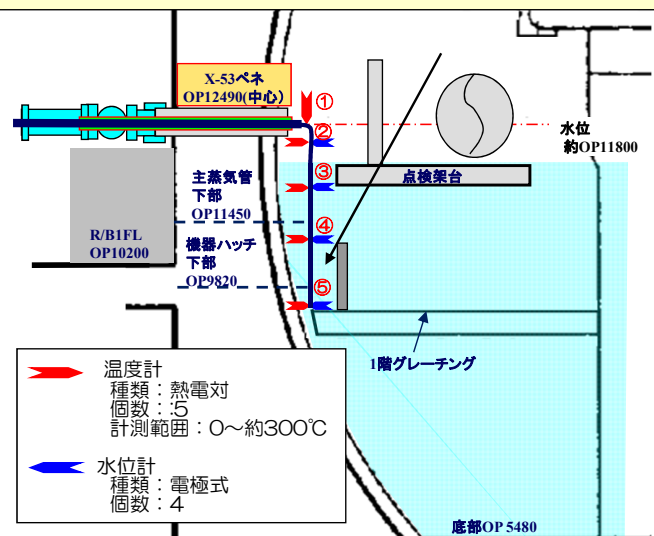 X-53ペネ
OP12490(中心)
①
②
水位
約OP11800
③
点検架台
主蒸気管
下部
OP11450
④
R/B1FL
OP10200
機器ハッチ
下部
OP9820
⑤
1階グレーチング
温度計
種類：熱電対
個数：:5
計測範囲：0～約300℃
水位計
種類：電極式
個数：4
底部OP 5480